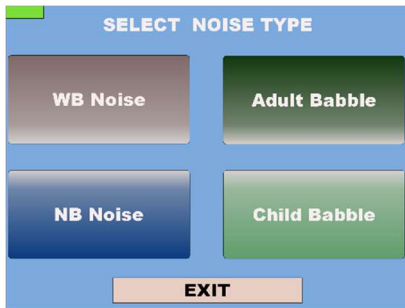 SELECT NOISE TYPE
WB Noise
Adult Babble
NB Noise
Child Babble
EXIT